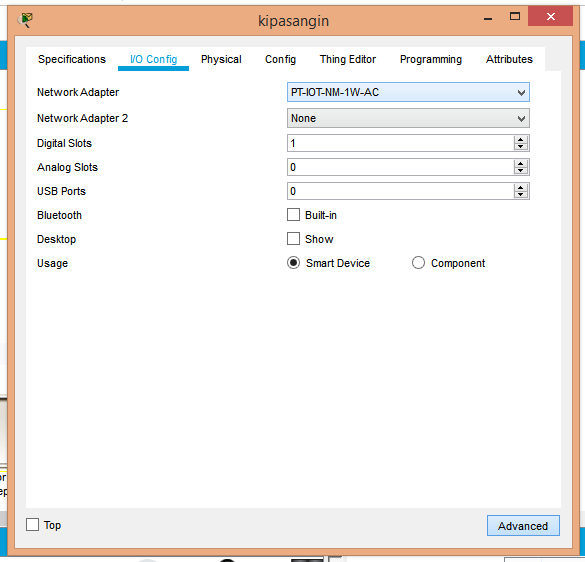 kipasangin
Specifications I/O Config Physical Config Thing Editor Programming Attributes
Network Adapter PT-IOT-NM-1W-AC
Network Adapter 2 None
Digital Slots 1
Analog Slots 0
USB Ports 0
Bluetooth Built-in
Desktop Show
Usage Smart Device Component
Top Advanced